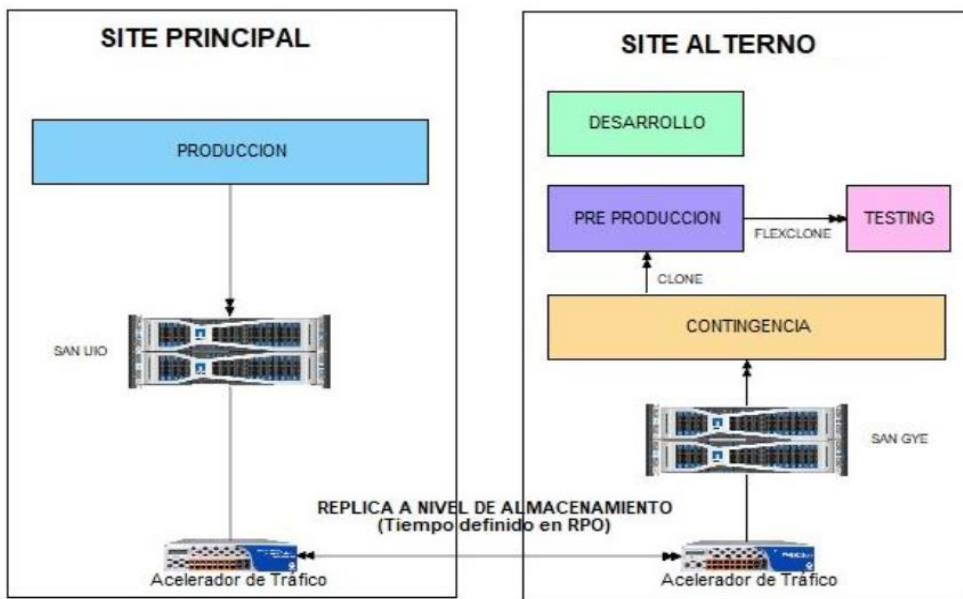 SITE PRINCIPAL
PRODUCCION
SAN UIO
Acelerador de Tráfico
REPLICA A NIVEL DE ALMACENAMIENTO
(Tiempo definido en RPO)
SITE ALTERNO
DESARROLLO
PRE PRODUCCION
FLEXCLONE
TESTING
CLONE
CONTINGENCIA
SAN GYE
Acelerador de Tráfico